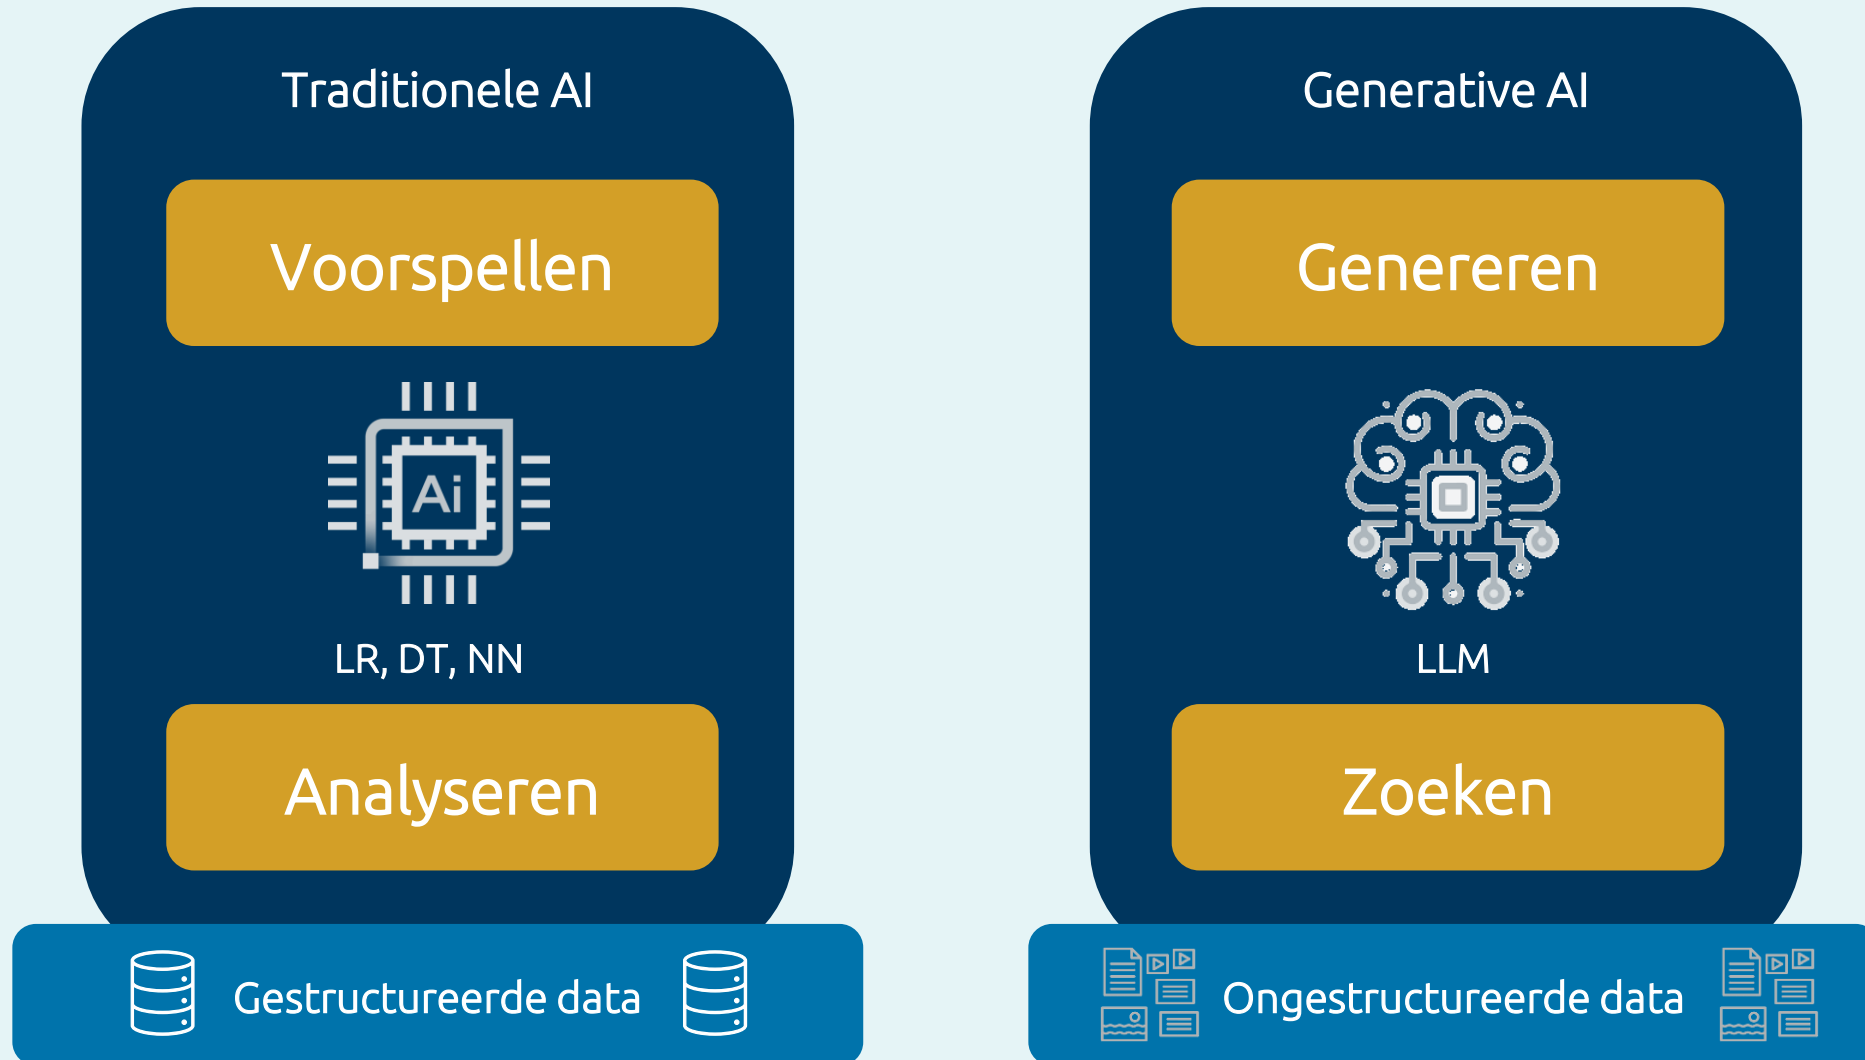 Traditionele AI
Voorspellen
Ai
LR, DT, NN
Analyseren
Gestructureerde data
Generative AI
Genereren
LLM
Zoeken
Ongestructureerde data